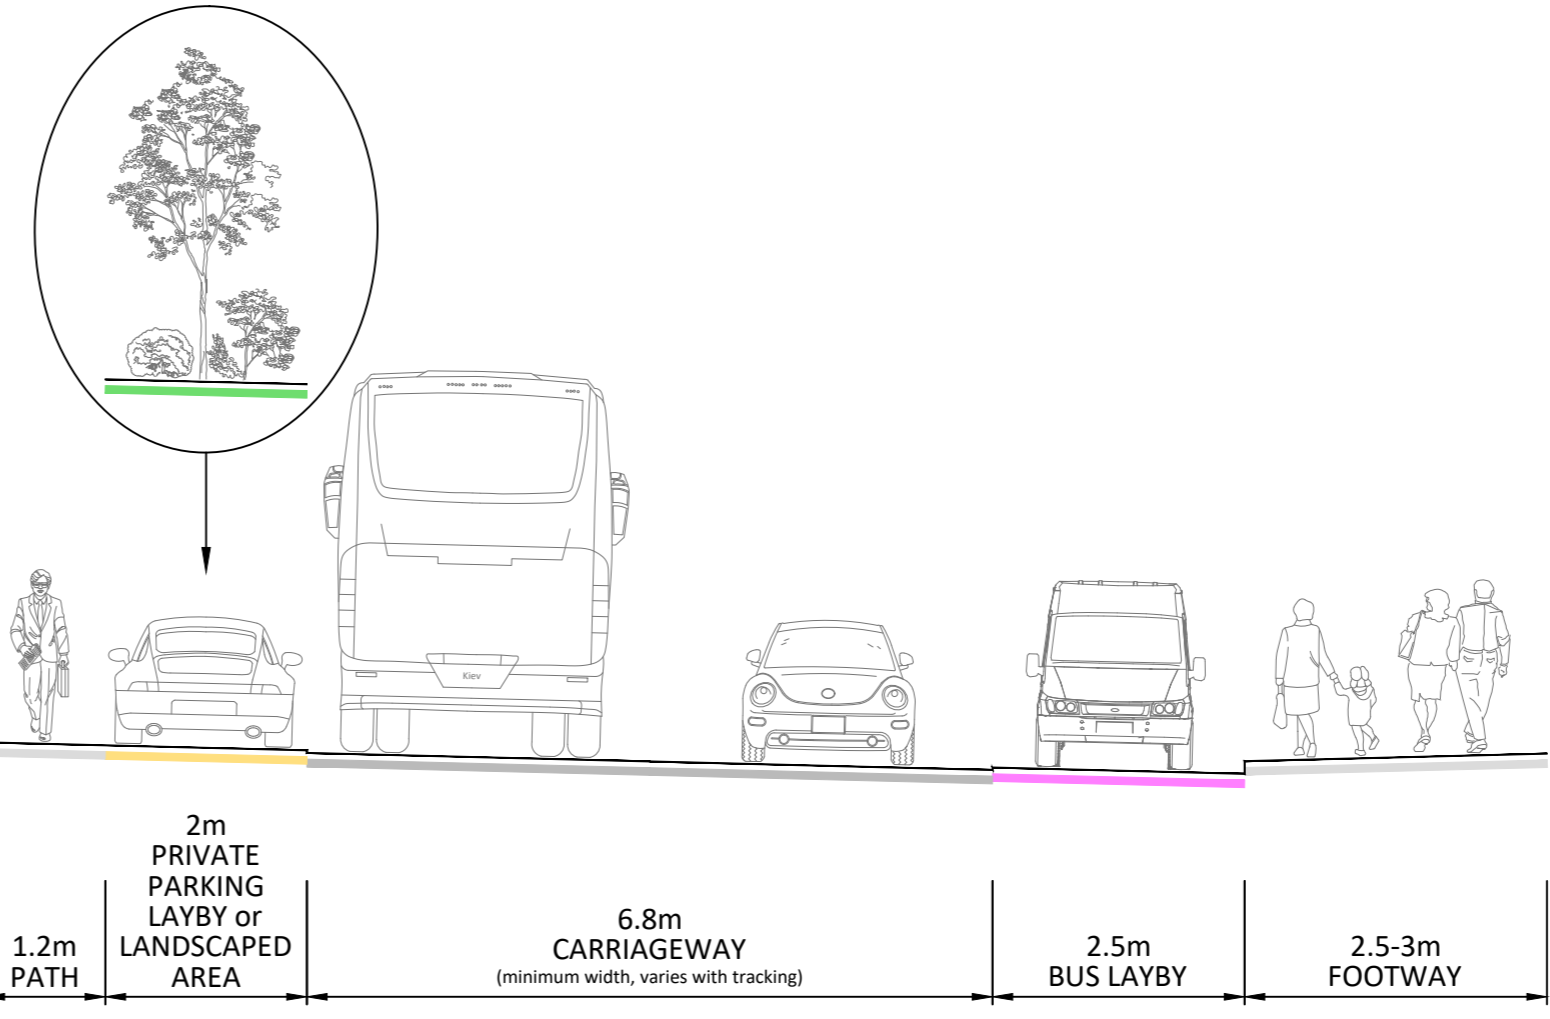 Kiev
1.2m
PATH
2m
PRIVATE
PARKING
LAYBY or
LANDSCAPED
AREA
6.8m
CARRIAGEWAY
(minimum width, varies with tracking)
2.5m
BUS LAYBY
2.5-3m
FOOTWAY